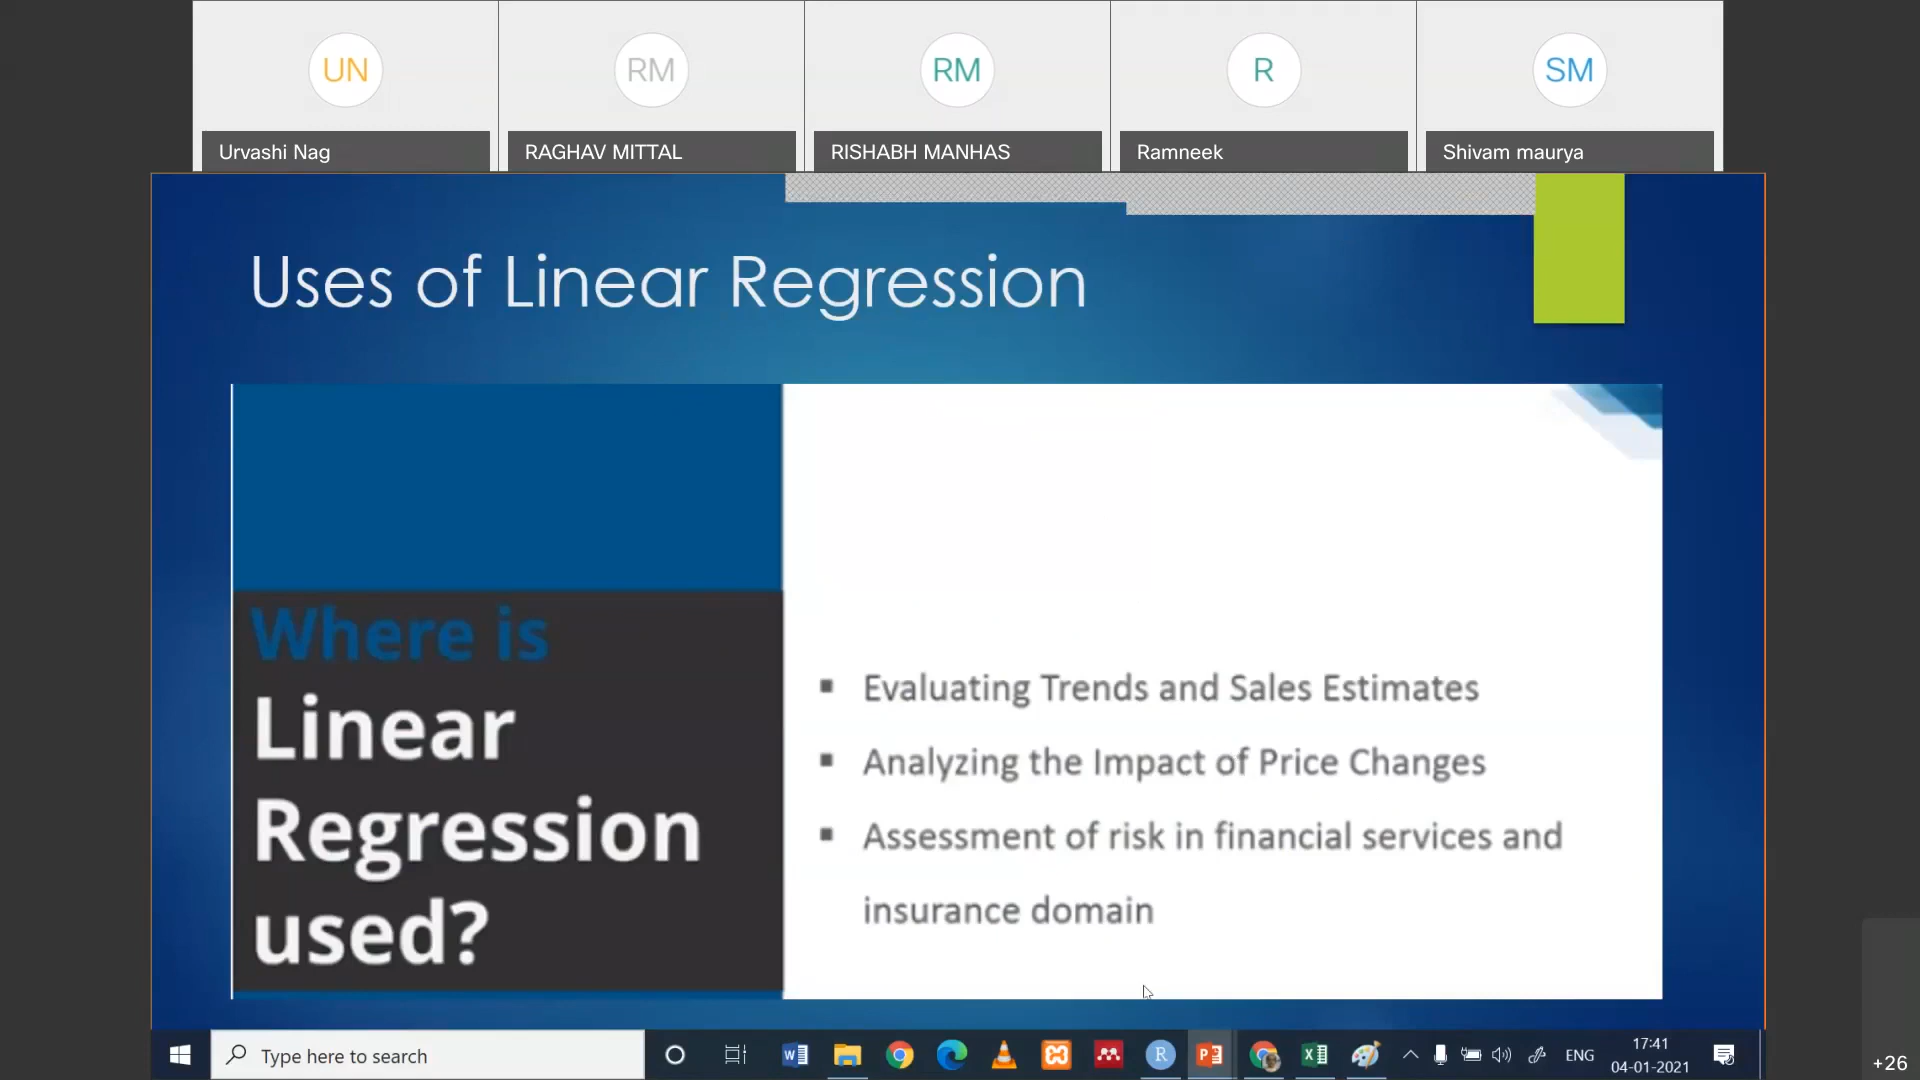 UN
RM
RM
R
SM
Urvashi Nag
RAGHAV MITTAL
RISHABH MANHAS
Ramneek
Shivam maurya
Uses of Linear Regression
Where is
Linear
Regression
used?
▪ Evaluating Trends and Sales Estimates
▪ Analyzing the Impact of Price Changes
▪ Assessment of risk in financial services and
insurance domain
Type here to search
ENG
17:41
04-01-2021
+26